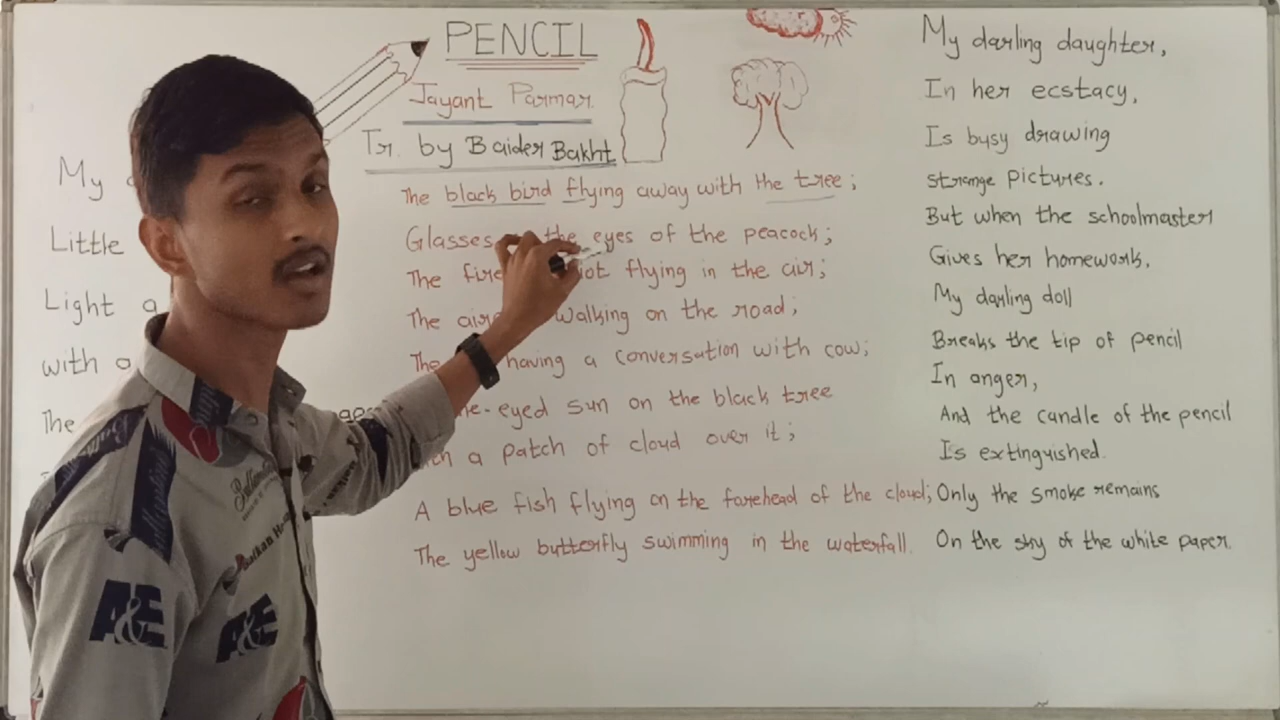 PENCIL
Jayant Parmar.
Tr. by Baider Bakht
My
Little
Light a
with a
The
The black bird flying away with the tree;
Glasses the eyes of the peacock;
The flying in the air;
The walking on the road;
The having a conversation with cow;
-eyed sun on the black tree
a patch of cloud over it;
A blue fish flying on the forehead of the cloud;
The yellow butterfly swimming in the waterfall.
My darling daughter,
In her ecstacy,
Is busy drawing
strange pictures.
But when the schoolmaster
Gives her homework,
My darling doll
Breaks the tip of pencil
In anger,
And the candle of the pencil
Is extinguished.
Only the smoke remains
On the sky of the white paper.
A&E
A&E